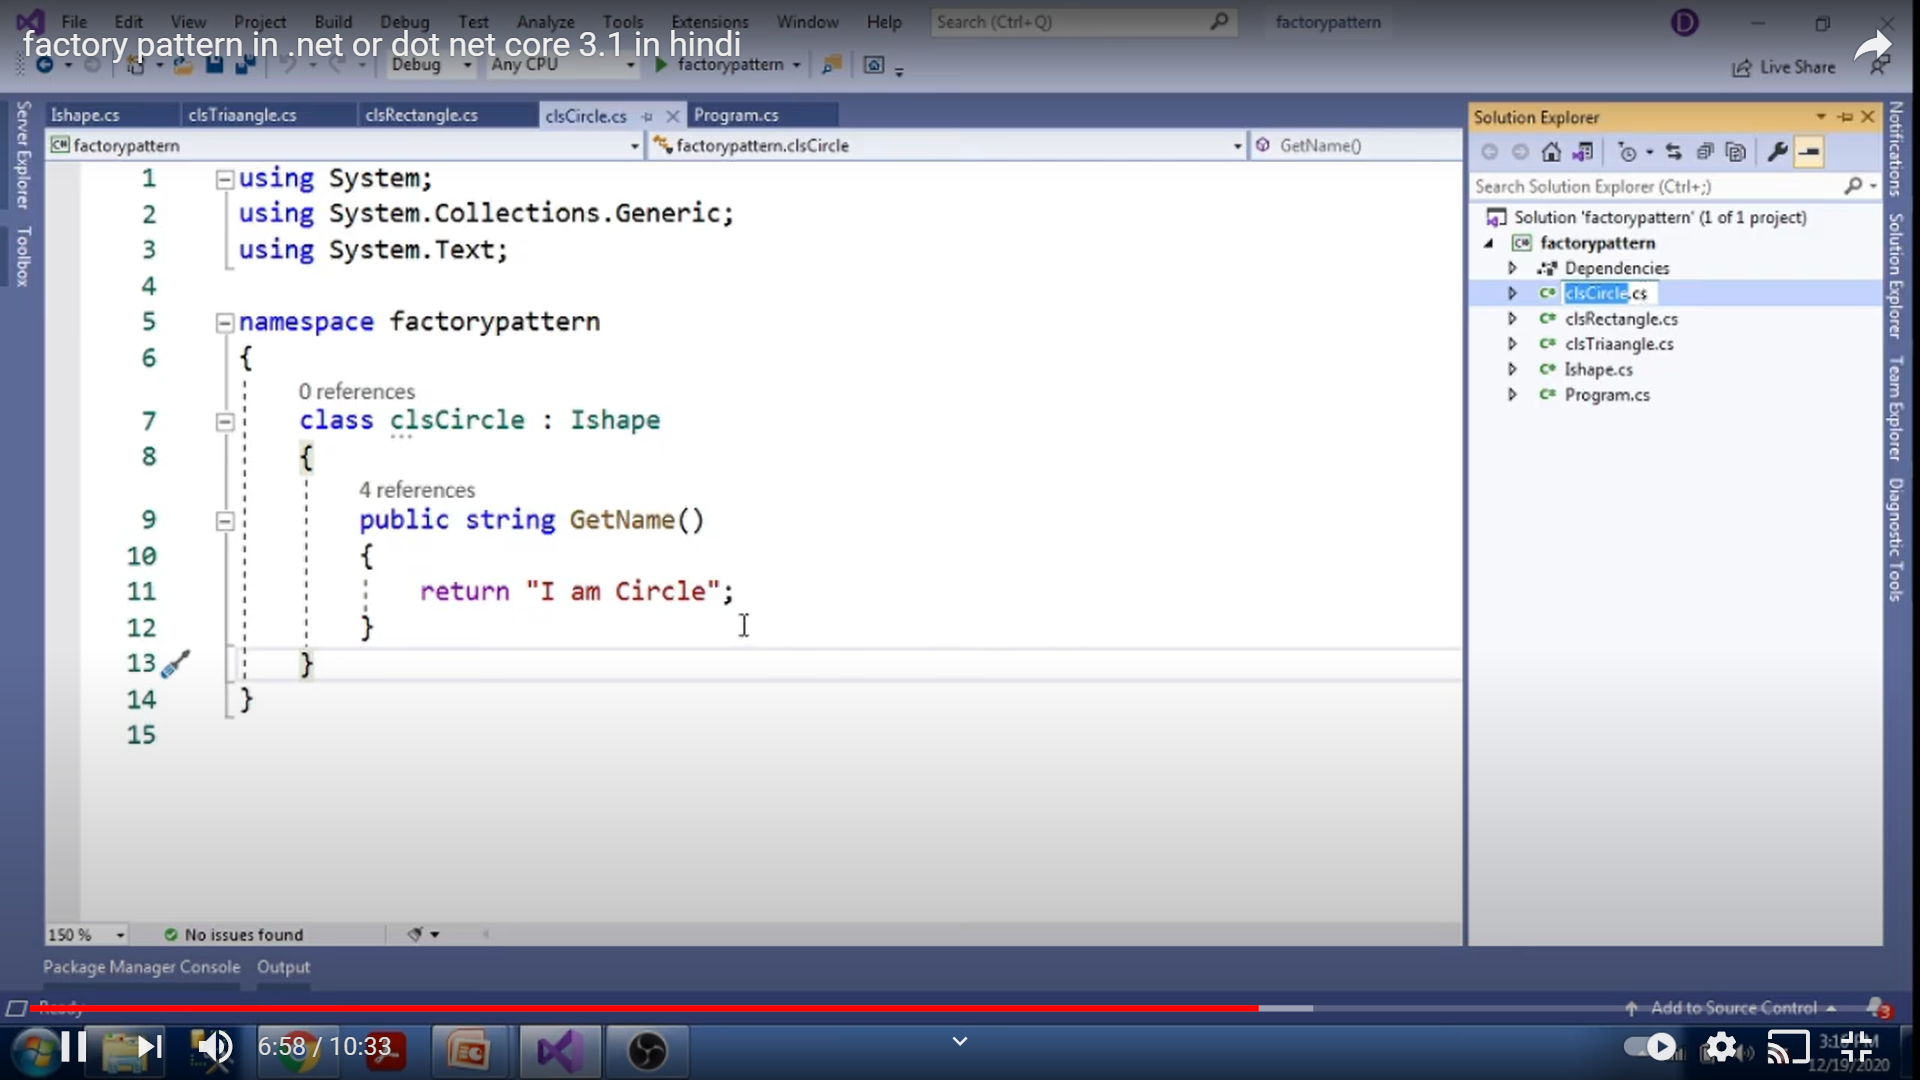 File Edit View Project Build Debug Test Analyze Tools Extensions Window Help Search (Ctrl+Q) factorypattern D
factory pattern in .net or dot net core 3.1 in hindi
Debug Any CPU factorypattern Live Share
Ishape.cs clsTriaangle.cs clsRectangle.cs clsCircle.cs Program.cs
factorypattern factorypattern.clsCircle GetName()
Server Explorer
Toolbox
1 using System;
2 using System.Collections.Generic;
3 using System.Text;
4
5 namespace factorypattern
6 {
0 references
7 class clsCircle : Ishape
8 {
4 references
9 public string GetName()
10 {
11 return "I am Circle";
12 }
13 }
14 }
15
150 % No issues found
Solution Explorer
Search Solution Explorer (Ctrl+;)
Solution 'factorypattern' (1 of 1 project)
C# factorypattern
Dependencies
C# clsCircle.cs
C# clsRectangle.cs
C# clsTriaangle.cs
C# Ishape.cs
C# Program.cs
Notifications
Solution Explorer
Team Explorer
Diagnostic Tools
Package Manager Console Output
Ready Add to Source Control 3
6:58 / 10:33
12/19/2020